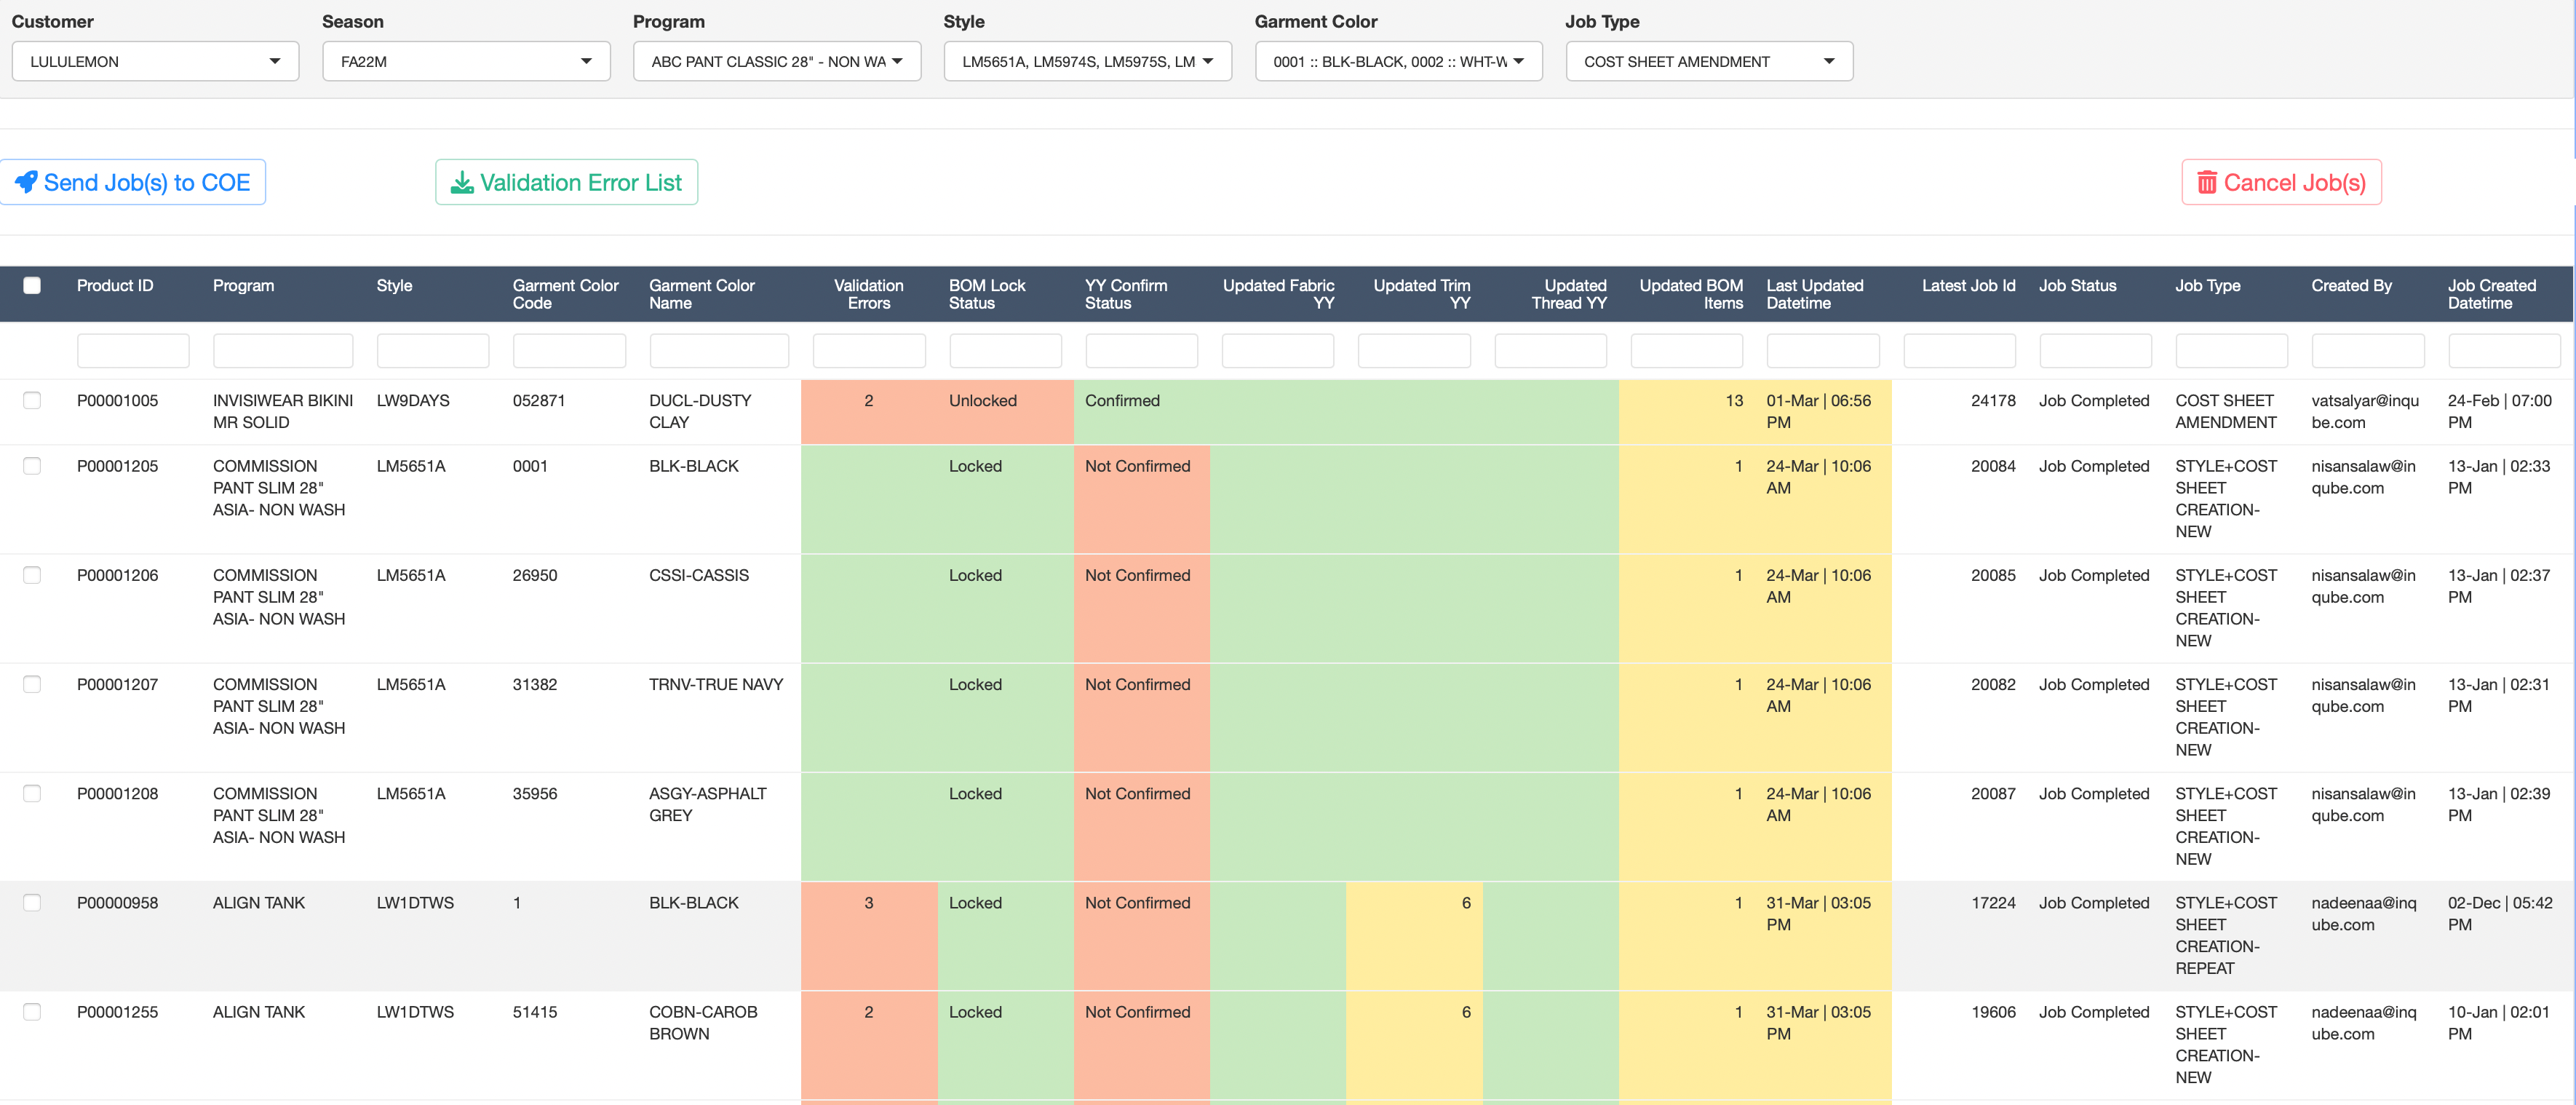 Customer Season Program Style Garment Color Job Type
LULULEMON FA22M ABC PANT CLASSIC 28" - NON WA LM5651A, LM5974S, LM5975S, LM 0001 :: BLK-BLACK, 0002 :: WHT-W COST SHEET AMENDMENT
Send Job(s) to COE Validation Error List Cancel Job(s)
Product ID Program Style Garment Color Garment Color Validation BOM Lock YY Confirm Updated Fabric Updated Trim Updated Updated BOM Last Updated Latest Job Id Job Status Job Type Created By Job Created
Code Name Errors Status Status YY YY Thread YY Items Datetime Datetime
P00001005 INVISIWEAR BIKINI LW9DAYS 052871 DUCL-DUSTY 2 Unlocked Confirmed 13 01-Mar | 06:56 24178 Job Completed COST SHEET vatsalyar@inqu 24-Feb | 07:00
MR SOLID CLAY PM AMENDMENT be.com PM
P00001205 COMMISSION LM5651A 0001 BLK-BLACK Locked Not Confirmed 1 24-Mar | 10:06 20084 Job Completed STYLE+COST nisansalaw@in 13-Jan | 02:33
PANT SLIM 28" AM SHEET qube.com PM
ASIA- NON WASH CREATION-
NEW
P00001206 COMMISSION LM5651A 26950 CSSI-CASSIS Locked Not Confirmed 1 24-Mar | 10:06 20085 Job Completed STYLE+COST nisansalaw@in 13-Jan | 02:37
PANT SLIM 28" AM SHEET qube.com PM
ASIA- NON WASH CREATION-
NEW
P00001207 COMMISSION LM5651A 31382 TRNV-TRUE NAVY Locked Not Confirmed 1 24-Mar | 10:06 20082 Job Completed STYLE+COST nisansalaw@in 13-Jan | 02:31
PANT SLIM 28" AM SHEET qube.com PM
ASIA- NON WASH CREATION-
NEW
P00001208 COMMISSION LM5651A 35956 ASGY-ASPHALT Locked Not Confirmed 1 24-Mar | 10:06 20087 Job Completed STYLE+COST nisansalaw@in 13-Jan | 02:39
PANT SLIM 28" GREY AM SHEET qube.com PM
ASIA- NON WASH CREATION-
NEW
P00000958 ALIGN TANK LW1DTWS 1 BLK-BLACK 3 Locked Not Confirmed 6 1 31-Mar | 03:05 17224 Job Completed STYLE+COST nadeenaa@inq 02-Dec | 05:42
PM SHEET ube.com PM
CREATION-
REPEAT
P00001255 ALIGN TANK LW1DTWS 51415 COBN-CAROB 2 Locked Not Confirmed 6 1 31-Mar | 03:05 19606 Job Completed STYLE+COST nadeenaa@inq 10-Jan | 02:01
BROWN PM SHEET ube.com PM
CREATION-
NEW